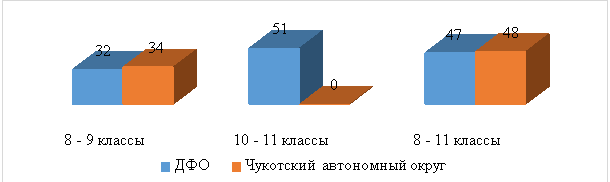 32 34 51 0 47 48
8 - 9 классы 10 - 11 классы 8 - 11 классы
ДФО Чукотский автономный округ